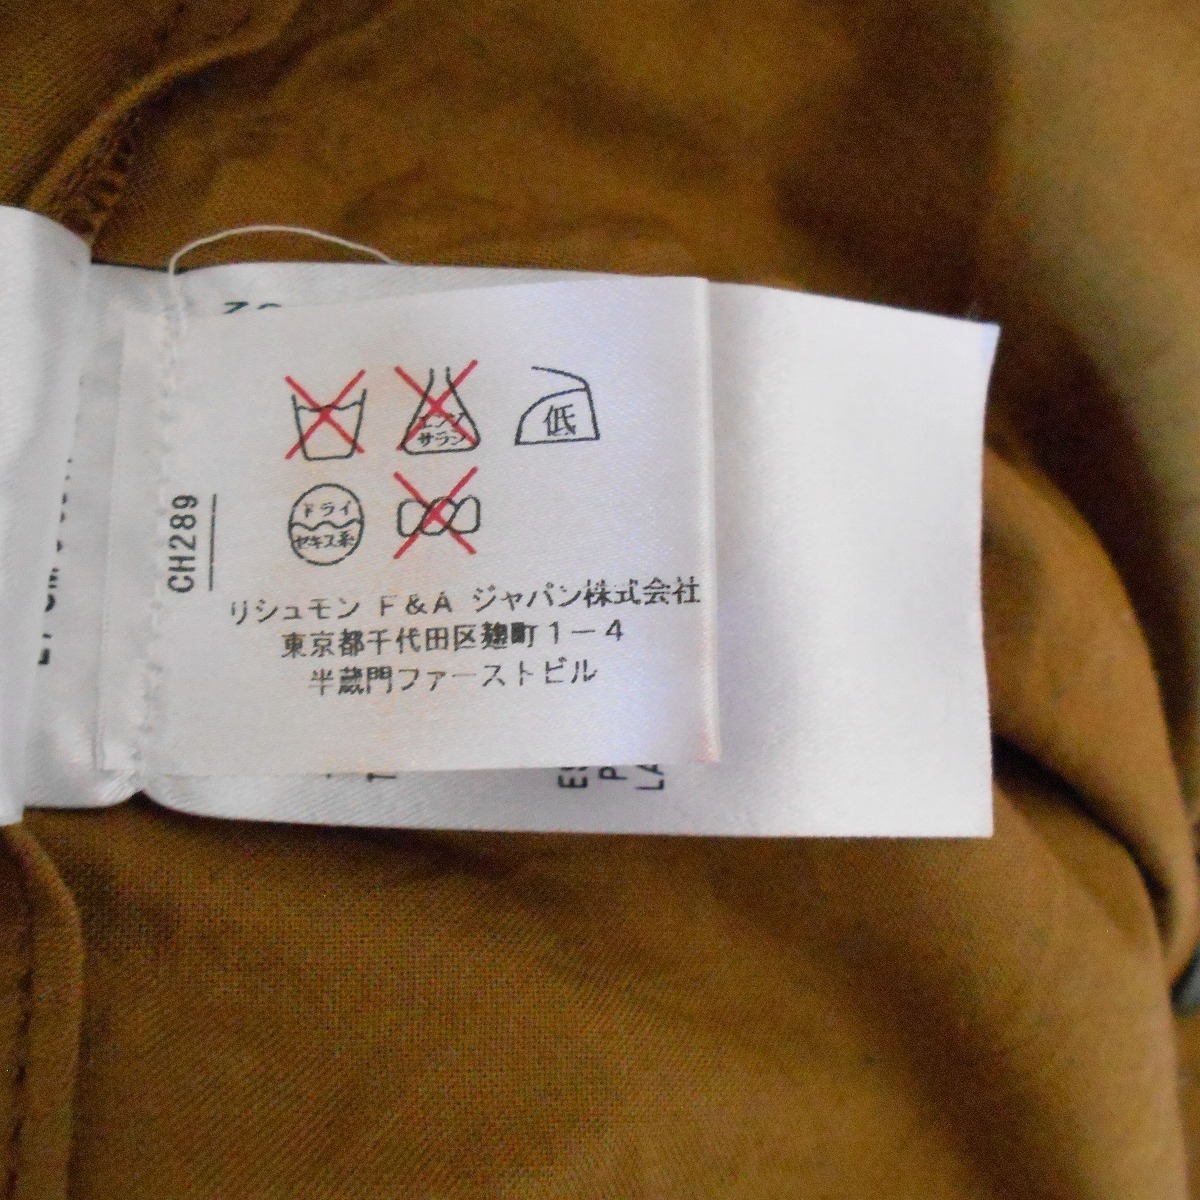 エンソ
サラシ
低
ドライ
セキユ系
CH289
リシュモン F&A ジャパン株式会社
東京都千代田区麹町1-4
半蔵門ファーストビル